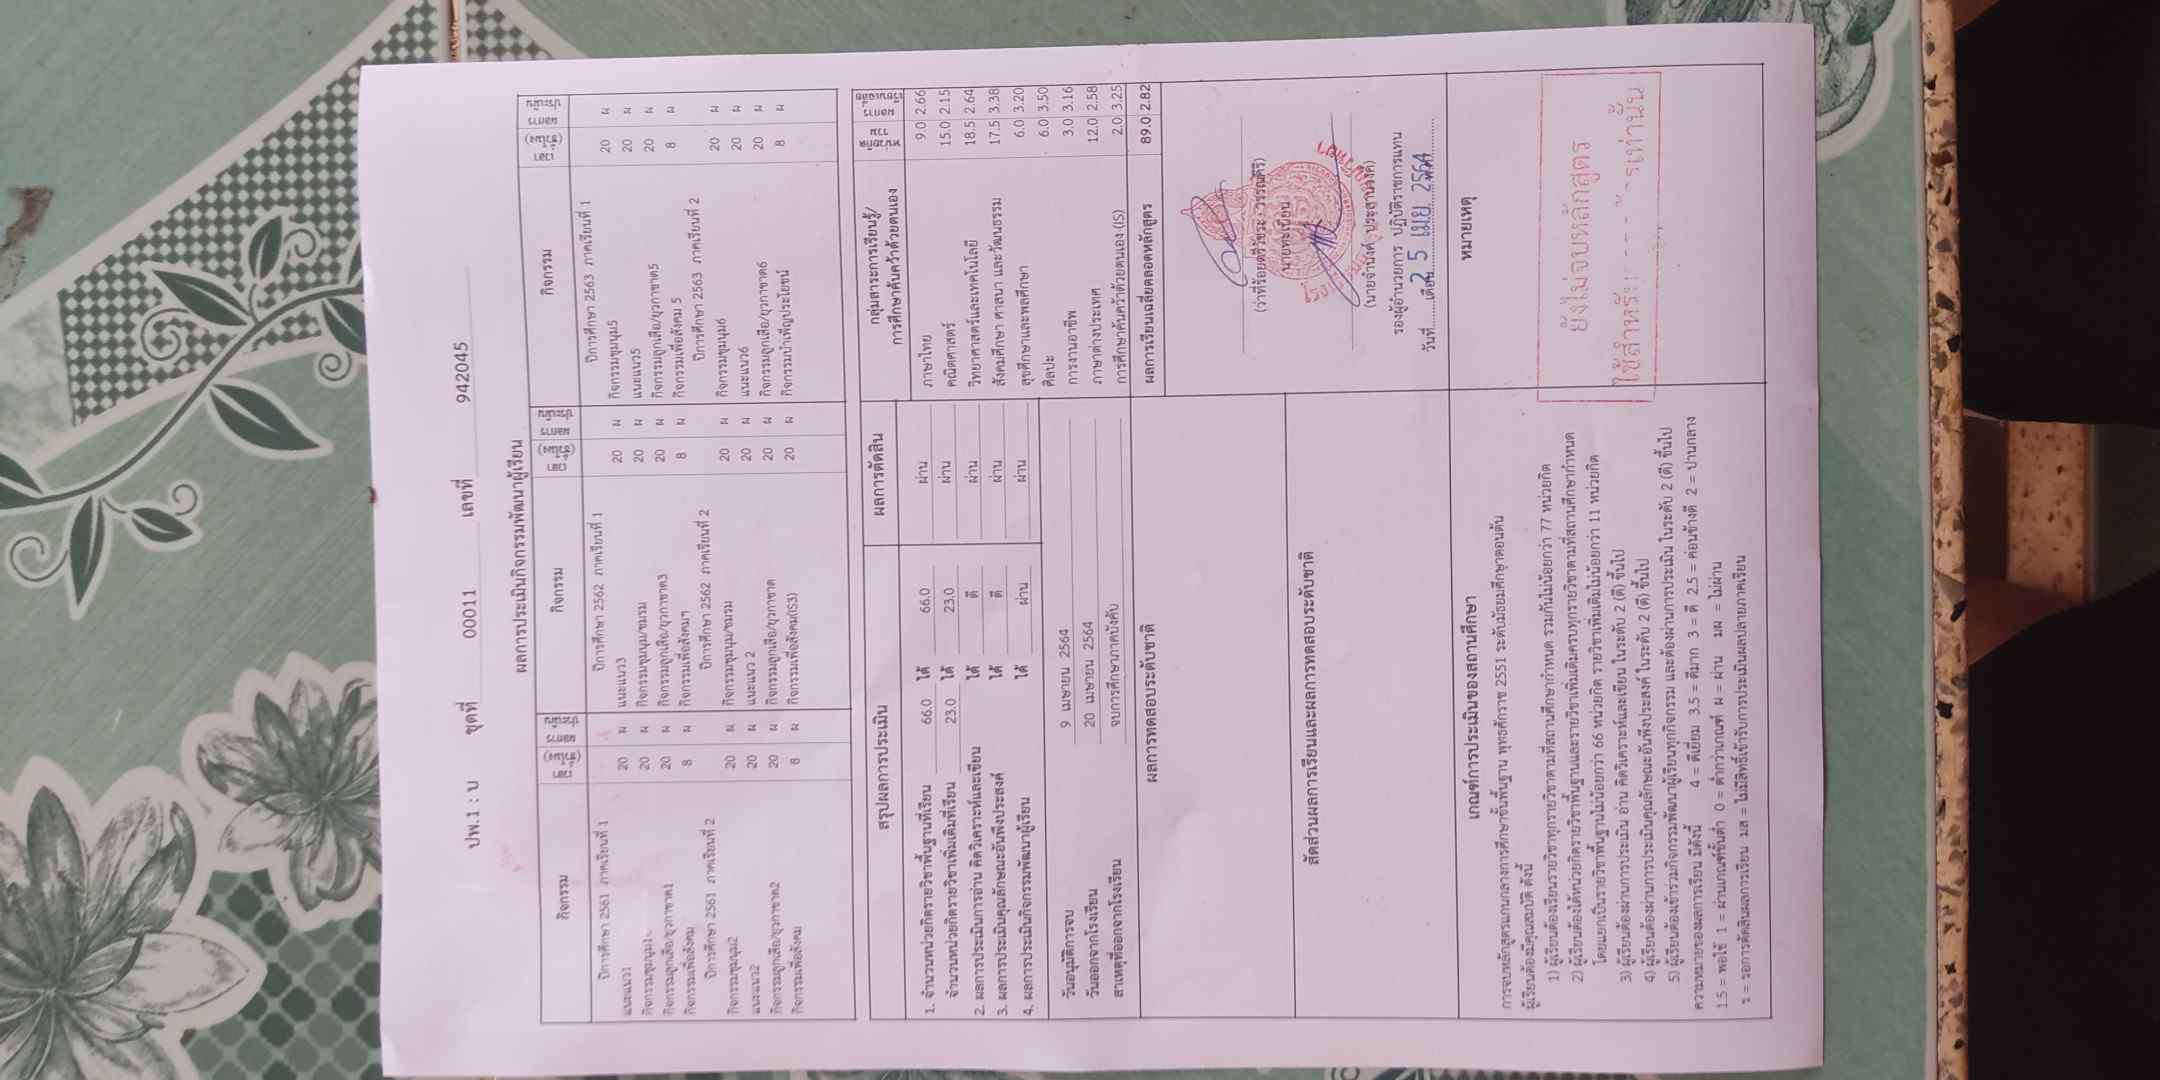 ปพ.1 : บ ชุดที่ 00011 เลขที่ 942045
ผลการประเมินกิจกรรมพัฒนาผู้เรียน
กิจกรรม เวลา (ชั่วโมง) ผลการประเมิน กิจกรรม เวลา (ชั่วโมง) ผลการประเมิน กิจกรรม เวลา (ชั่วโมง) ผลการประเมิน
ปีการศึกษา 2561 ภาคเรียนที่ 1
แนะแนว1 20 ผ
กิจกรรมชุมนุม1 20 ผ
กิจกรรมลูกเสือ/ยุวกาชาด1 20 ผ
กิจกรรมเพื่อสังคม 8 ผ
ปีการศึกษา 2561 ภาคเรียนที่ 2
กิจกรรมชุมนุม2 20 ผ
แนะแนว2 20 ผ
กิจกรรมลูกเสือ/ยุวกาชาด2 20 ผ
กิจกรรมเพื่อสังคม 8 ผ
ปีการศึกษา 2562 ภาคเรียนที่ 1
แนะแนว3 20 ผ
กิจกรรมชุมนุม/ชมรม 20 ผ
กิจกรรมลูกเสือ/ยุวกาชาด3 20 ผ
กิจกรรมเพื่อสังคมฯ 8 ผ
ปีการศึกษา 2562 ภาคเรียนที่ 2
กิจกรรมชุมนุม/ชมรม 20 ผ
แนะแนว 2 20 ผ
กิจกรรมลูกเสือ/ยุวกาชาด 20 ผ
กิจกรรมเพื่อสังคม(IS3) 20 ผ
ปีการศึกษา 2563 ภาคเรียนที่ 1
กิจกรรมชุมนุม5 20 ผ
แนะแนว5 20 ผ
กิจกรรมลูกเสือ/ยุวกาชาด5 20 ผ
กิจกรรมเพื่อสังคม 5 8 ผ
ปีการศึกษา 2563 ภาคเรียนที่ 2
กิจกรรมชุมนุม6 20 ผ
แนะแนว6 20 ผ
กิจกรรมลูกเสือ/ยุวกาชาด6 20 ผ
กิจกรรมบำเพ็ญประโยชน์ 8 ผ
สรุปผลการประเมิน ผลการตัดสิน
1. จำนวนหน่วยกิตรายวิชาพื้นฐานที่เรียน 66.0 ได้ 66.0 ผ่าน
จำนวนหน่วยกิตรายวิชาเพิ่มเติมที่เรียน 23.0 ได้ 23.0 ผ่าน
2. ผลการประเมินการอ่าน คิดวิเคราะห์และเขียน ได้ ดี ผ่าน
3. ผลการประเมินคุณลักษณะอันพึงประสงค์ ได้ ดี ผ่าน
4. ผลการประเมินกิจกรรมพัฒนาผู้เรียน ได้ ผ่าน ผ่าน
วันอนุมัติการจบ 9 เมษายน 2564
วันออกจากโรงเรียน 20 เมษายน 2564
สาเหตุที่ออกจากโรงเรียน จบการศึกษาภาคบังคับ
กลุ่มสาระการเรียนรู้/
การศึกษาค้นคว้าด้วยตนเอง
หน่วยกิตรวม ผลการเรียนเฉลี่ย
ภาษาไทย 9.0 2.66
คณิตศาสตร์ 15.0 2.15
วิทยาศาสตร์และเทคโนโลยี 18.5 2.64
สังคมศึกษา ศาสนา และวัฒนธรรม 17.5 3.38
สุขศึกษาและพลศึกษา 6.0 3.20
ศิลปะ 6.0 3.50
การงานอาชีพ 3.0 3.16
ภาษาต่างประเทศ 12.0 2.58
การศึกษาค้นคว้าด้วยตนเอง (IS) 2.0 3.25
ผลการเรียนเฉลี่ยตลอดหลักสูตร 89.0 2.82
ผลการทดสอบระดับชาติ
สัดส่วนผลการเรียนและผลการทดสอบระดับชาติ
(ว่าที่ร้อยตรีวัชระ วรรณศิริ)
นายทะเบียน
(นายจำนงค์ ประสานวงค์)
รองผู้อำนวยการ ปฏิบัติราชการแทน
วันที่ เดือน 25 เมย 2564
เกณฑ์การประเมินของสถานศึกษา
การจบหลักสูตรแกนกลางการศึกษาขั้นพื้นฐาน พุทธศักราช 2551 ระดับมัธยมศึกษาตอนต้น
ผู้เรียนต้องมีคุณสมบัติ ดังนี้
1) ผู้เรียนต้องเรียนรายวิชาทุกรายวิชาตามที่สถานศึกษากำหนด รวมกันไม่น้อยกว่า 77 หน่วยกิต
2) ผู้เรียนต้องได้หน่วยกิตรายวิชาพื้นฐานและรายวิชาเพิ่มเติมครบทุกรายวิชาตามที่สถานศึกษากำหนด
โดยแยกเป็นรายวิชาพื้นฐานไม่น้อยกว่า 66 หน่วยกิต รายวิชาเพิ่มเติมไม่น้อยกว่า 11 หน่วยกิต
3) ผู้เรียนต้องผ่านการประเมิน อ่าน คิดวิเคราะห์และเขียน ในระดับ 2 (ดี) ขึ้นไป
4) ผู้เรียนต้องผ่านการประเมินคุณลักษณะอันพึงประสงค์ ในระดับ 2 (ดี) ขึ้นไป
5) ผู้เรียนต้องเข้าร่วมกิจกรรมพัฒนาผู้เรียนทุกกิจกรรม และต้องผ่านการประเมิน ในระดับ 2 (ดี) ขึ้นไป
ความหมายของผลการเรียน มีดังนี้ 4 = ดีเยี่ยม 3.5 = ดีมาก 3 = ดี 2.5 = ค่อนข้างดี 2 = ปานกลาง
1.5 = พอใช้ 1 = ผ่านเกณฑ์ขั้นต่ำ 0 = ต่ำกว่าเกณฑ์ ผ = ผ่าน มผ = ไม่ผ่าน
ร = รอการตัดสินผลการเรียน มส = ไม่มีสิทธิ์เข้ารับการประเมินผลปลายภาคเรียน
หมายเหตุ
ยังไม่จบหลักสูตร